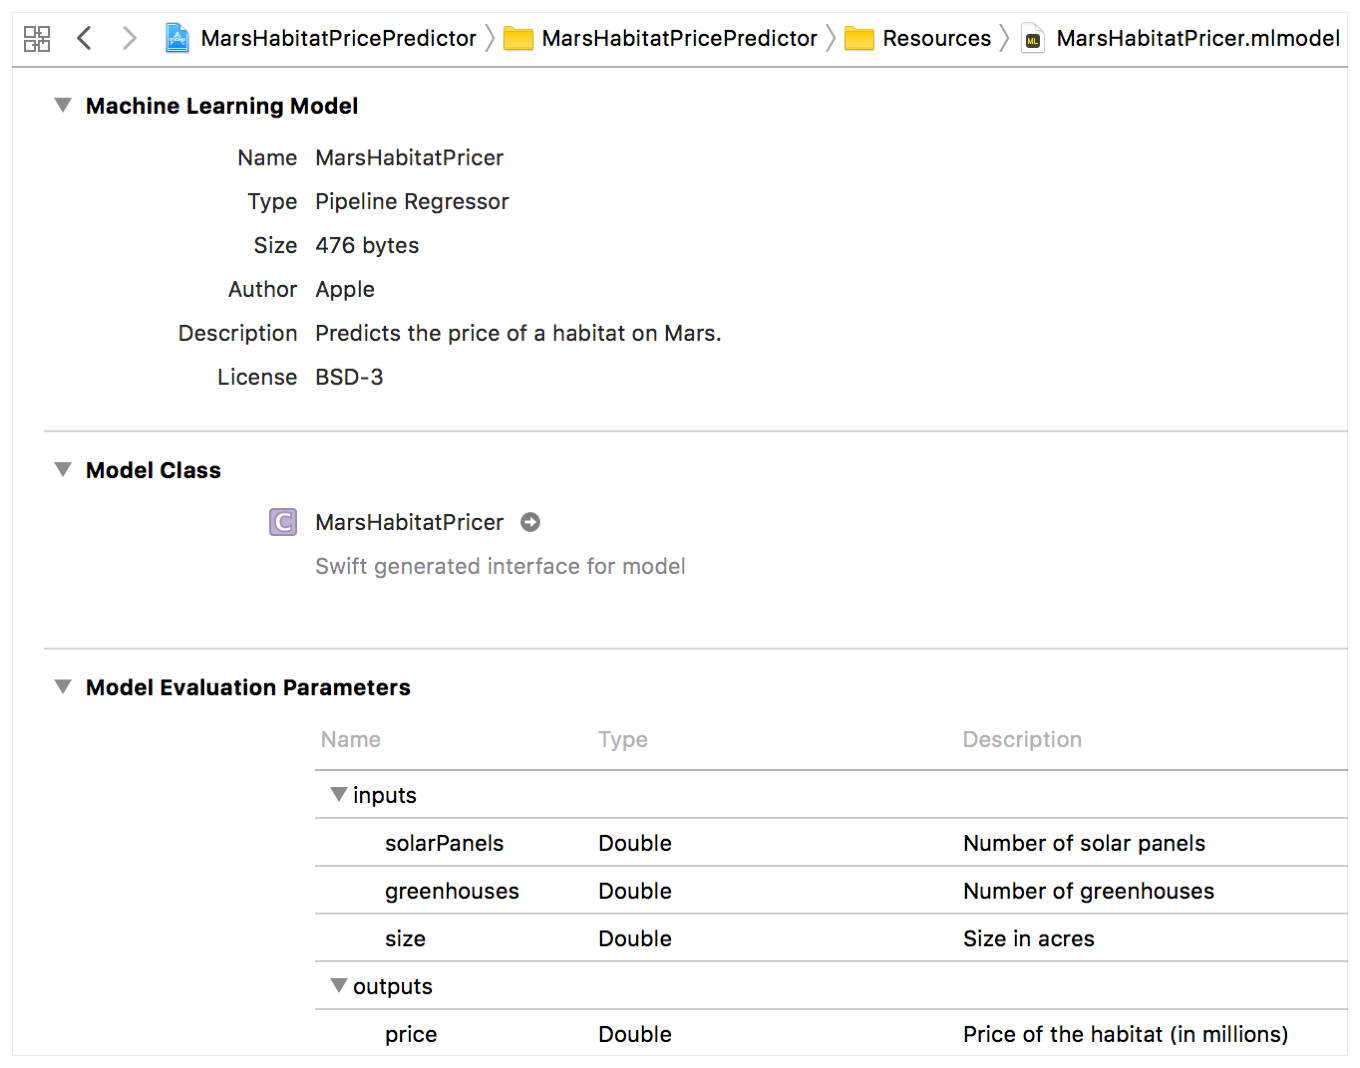 MarsHabitatPricePredictor MarsHabitatPricePredictor Resources ML MarsHabitatPricer.mlmodel
Machine Learning Model
Name MarsHabitatPricer
Type Pipeline Regressor
Size 476 bytes
Author Apple
Description Predicts the price of a habitat on Mars.
License BSD-3
Model Class
C MarsHabitatPricer
Swift generated interface for model
Model Evaluation Parameters
Name Type Description
inputs
solarPanels Double Number of solar panels
greenhouses Double Number of greenhouses
size Double Size in acres
outputs
price Double Price of the habitat (in millions)